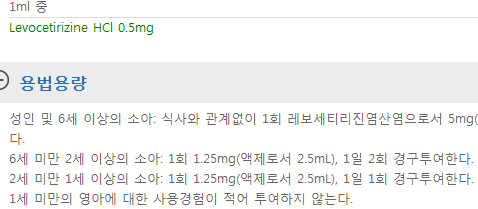 1ml 중
Levocetirizine HCl 0.5mg
용법용량
성인 및 6세 이상의 소아: 식사와 관계없이 1회 레보세티리진염산염으로서 5mg(
다.
6세 미만 2세 이상의 소아: 1회 1.25mg(액제로서 2.5mL), 1일 2회 경구투여한다.
2세 미만 1세 이상의 소아: 1회 1.25mg(액제로서 2.5mL), 1일 1회 경구투여한다.
1세 미만의 영아에 대한 사용경험이 적어 투여하지 않는다.